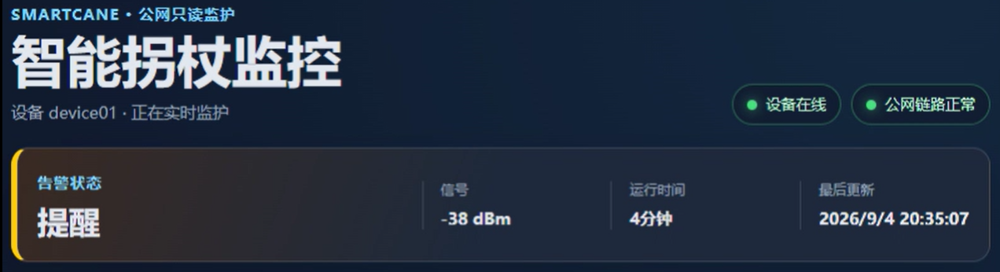 SMARTCANE • 公网只读监护
智能拐杖监控
设备 device01 · 正在实时监护
设备在线
公网链路正常
告警状态
提醒
信号
-38 dBm
运行时间
4分钟
最后更新
2026/9/4 20:35:07